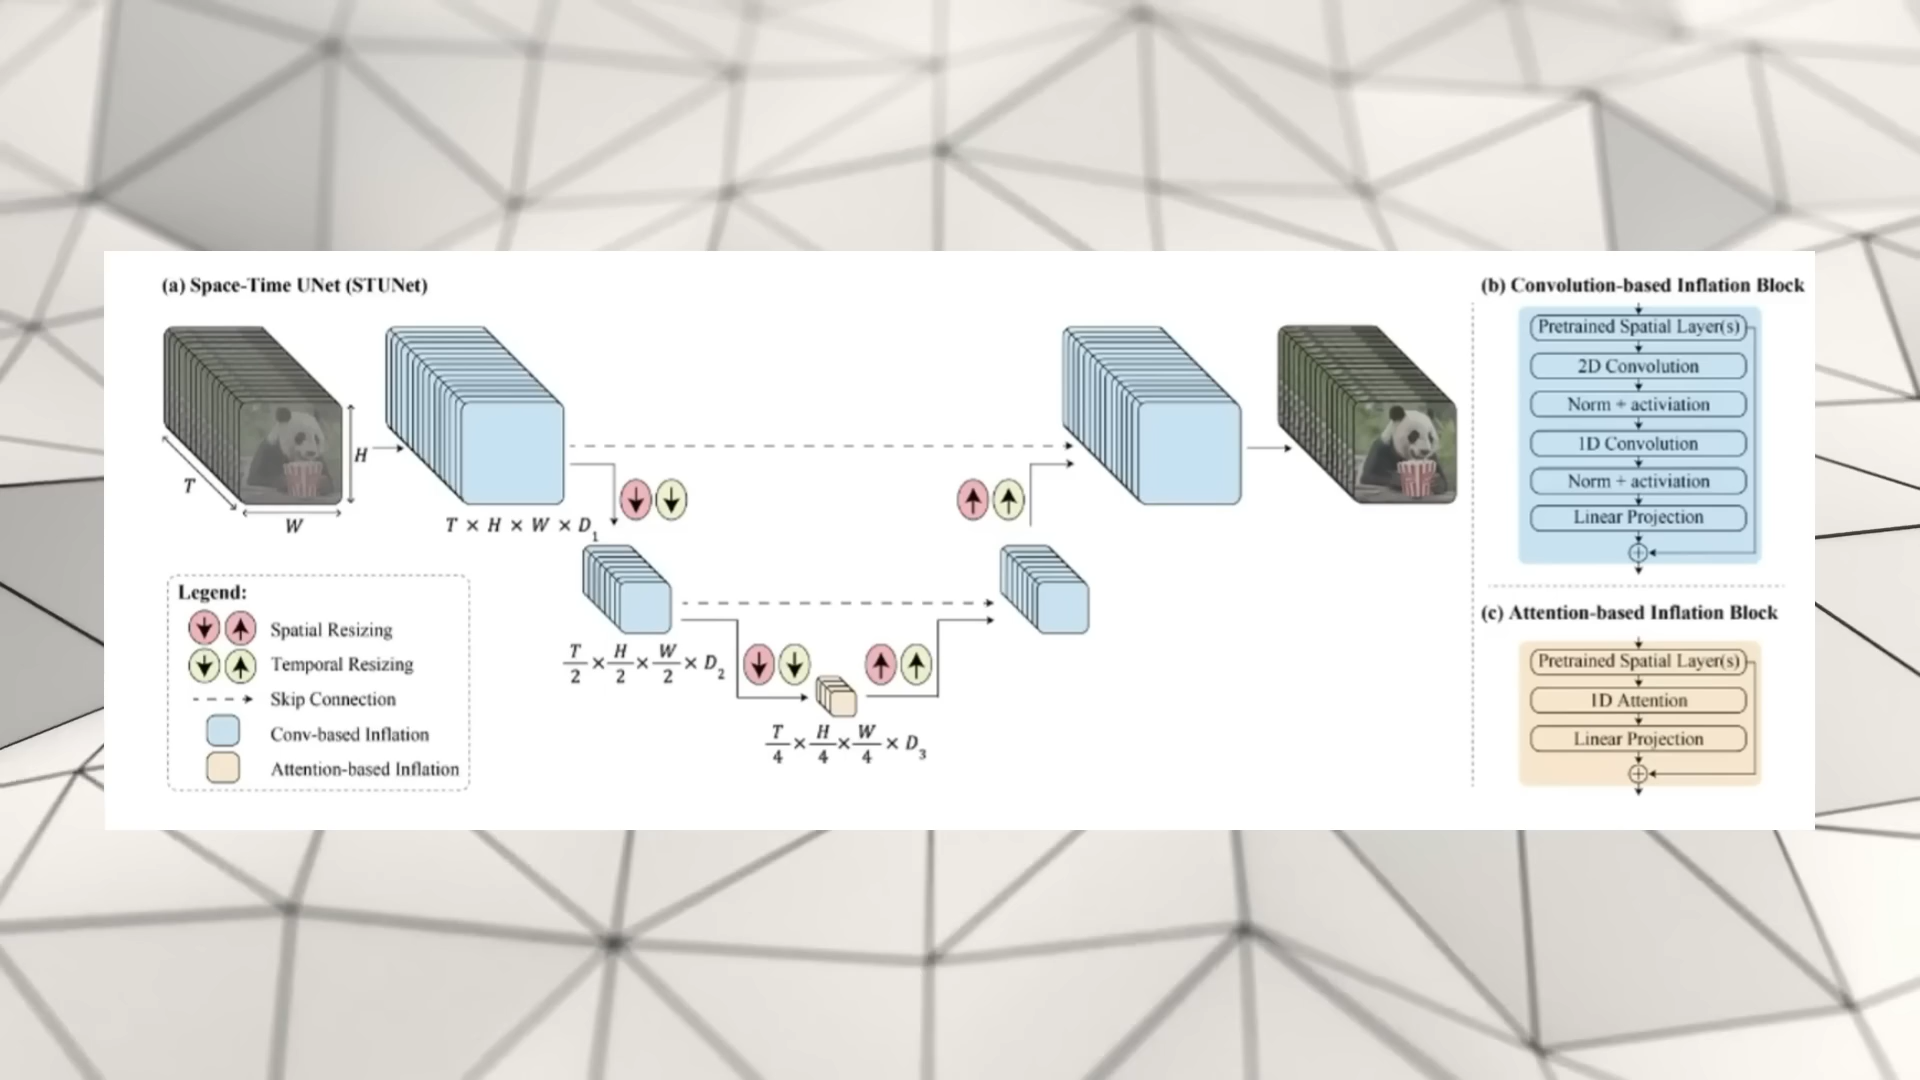 (a) Space-Time UNet (STUNet)
T
H
W
T × H × W × D1
T/2 × H/2 × W/2 × D2
T/4 × H/4 × W/4 × D3
Legend:
Spatial Resizing
Temporal Resizing
Skip Connection
Conv-based Inflation
Attention-based Inflation
(b) Convolution-based Inflation Block
Pretrained Spatial Layer(s)
2D Convolution
Norm + activiation
1D Convolution
Norm + activiation
Linear Projection
(c) Attention-based Inflation Block
Pretrained Spatial Layer(s)
1D Attention
Linear Projection